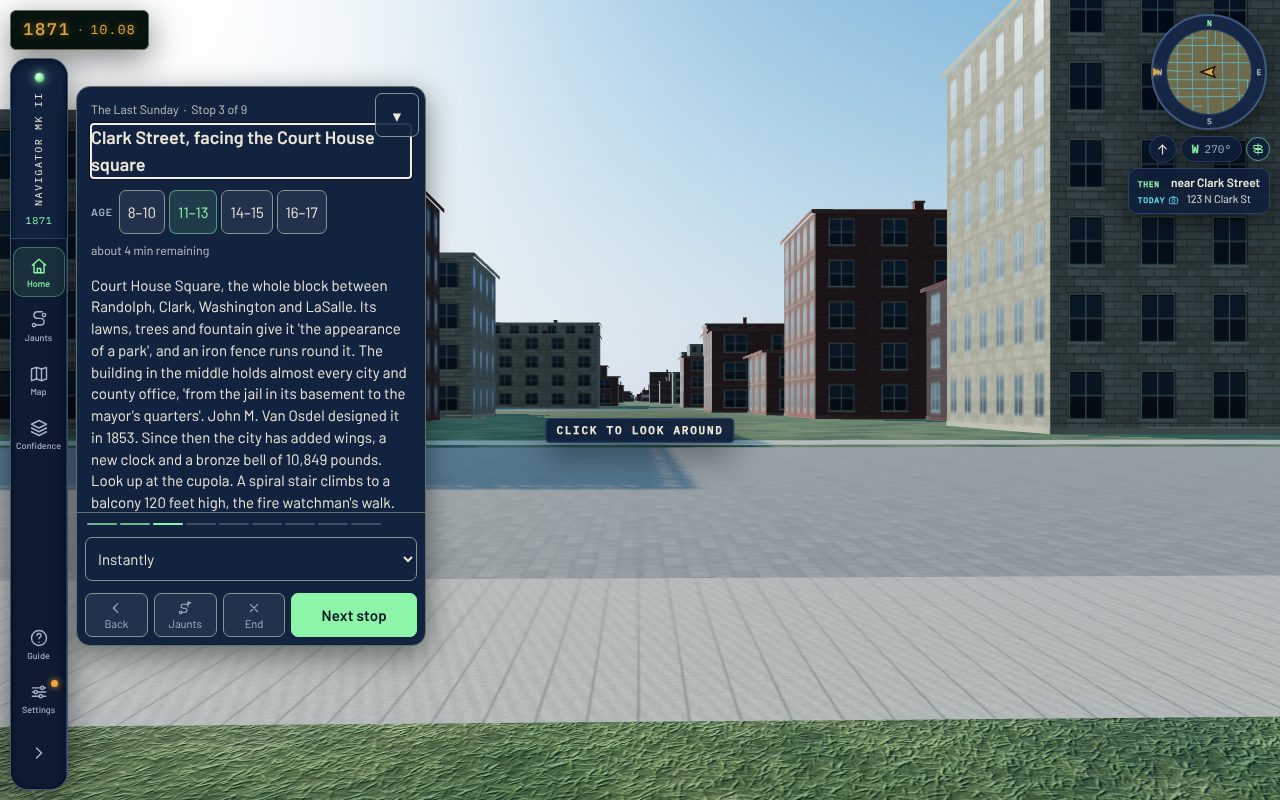 1871 · 10.08
NAVIGATOR MK II
1871
Home
Jaunts
Map
Confidence
Guide
Settings
The Last Sunday · Stop 3 of 9
▼
Clark Street, facing the Court House
square
AGE 8–10 11–13 14–15 16–17
about 4 min remaining
Court House Square, the whole block between
Randolph, Clark, Washington and LaSalle. Its
lawns, trees and fountain give it 'the appearance
of a park', and an iron fence runs round it. The
building in the middle holds almost every city and
county office, 'from the jail in its basement to the
mayor's quarters'. John M. Van Osdel designed it
in 1853. Since then the city has added wings, a
new clock and a bronze bell of 10,849 pounds.
Look up at the cupola. A spiral stair climbs to a
balcony 120 feet high, the fire watchman's walk.
Instantly
Back Jaunts End Next stop
CLICK TO LOOK AROUND
N
W E
S
W 270°
THEN near Clark Street
TODAY 123 N Clark St